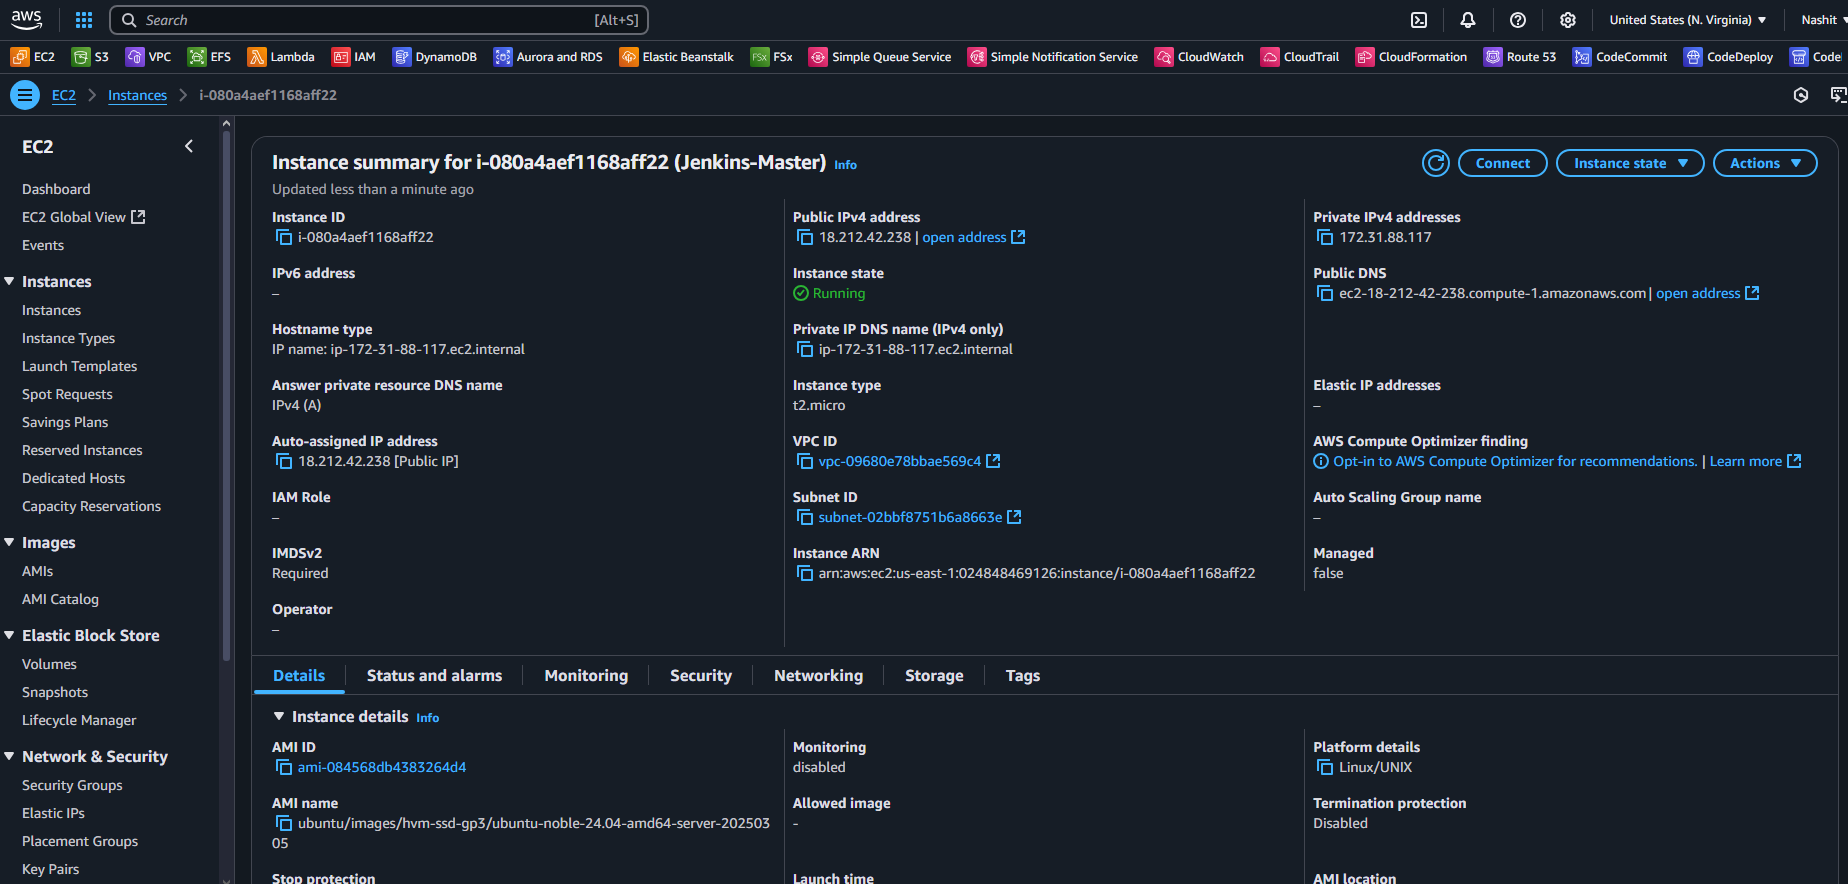 aws
Search [Alt+S]
United States (N. Virginia)
Nashit
EC2
S3
VPC
EFS
Lambda
IAM
DynamoDB
Aurora and RDS
Elastic Beanstalk
FSx
FSx
Simple Queue Service
Simple Notification Service
CloudWatch
CloudTrail
CloudFormation
Route 53
CodeCommit
CodeDeploy
EC2
Instances
i-080a4aef1168aff22
EC2
Dashboard
EC2 Global View
Events
Instances
Instances
Instance Types
Launch Templates
Spot Requests
Savings Plans
Reserved Instances
Dedicated Hosts
Capacity Reservations
Images
AMIs
AMI Catalog
Elastic Block Store
Volumes
Snapshots
Lifecycle Manager
Network & Security
Security Groups
Elastic IPs
Placement Groups
Key Pairs
Instance summary for i-080a4aef1168aff22 (Jenkins-Master) Info
Updated less than a minute ago
Connect
Instance state
Actions
Instance ID
i-080a4aef1168aff22
Public IPv4 address
18.212.42.238 | open address
Private IPv4 addresses
172.31.88.117
IPv6 address
–
Instance state
Running
Public DNS
ec2-18-212-42-238.compute-1.amazonaws.com | open address
Hostname type
IP name: ip-172-31-88-117.ec2.internal
Private IP DNS name (IPv4 only)
ip-172-31-88-117.ec2.internal
Answer private resource DNS name
IPv4 (A)
Instance type
t2.micro
Elastic IP addresses
–
Auto-assigned IP address
18.212.42.238 [Public IP]
VPC ID
vpc-09680e78bbae569c4
AWS Compute Optimizer finding
Opt-in to AWS Compute Optimizer for recommendations. | Learn more
IAM Role
–
Subnet ID
subnet-02bbf8751b6a8663e
Auto Scaling Group name
–
IMDSv2
Required
Instance ARN
arn:aws:ec2:us-east-1:024848469126:instance/i-080a4aef1168aff22
Managed
false
Operator
–
Details
Status and alarms
Monitoring
Security
Networking
Storage
Tags
Instance details Info
AMI ID
ami-084568db4383264d4
Monitoring
disabled
Platform details
Linux/UNIX
AMI name
ubuntu/images/hvm-ssd-gp3/ubuntu-noble-24.04-amd64-server-202503
05
Allowed image
-
Termination protection
Disabled
Stop protection
Launch time
AMI location